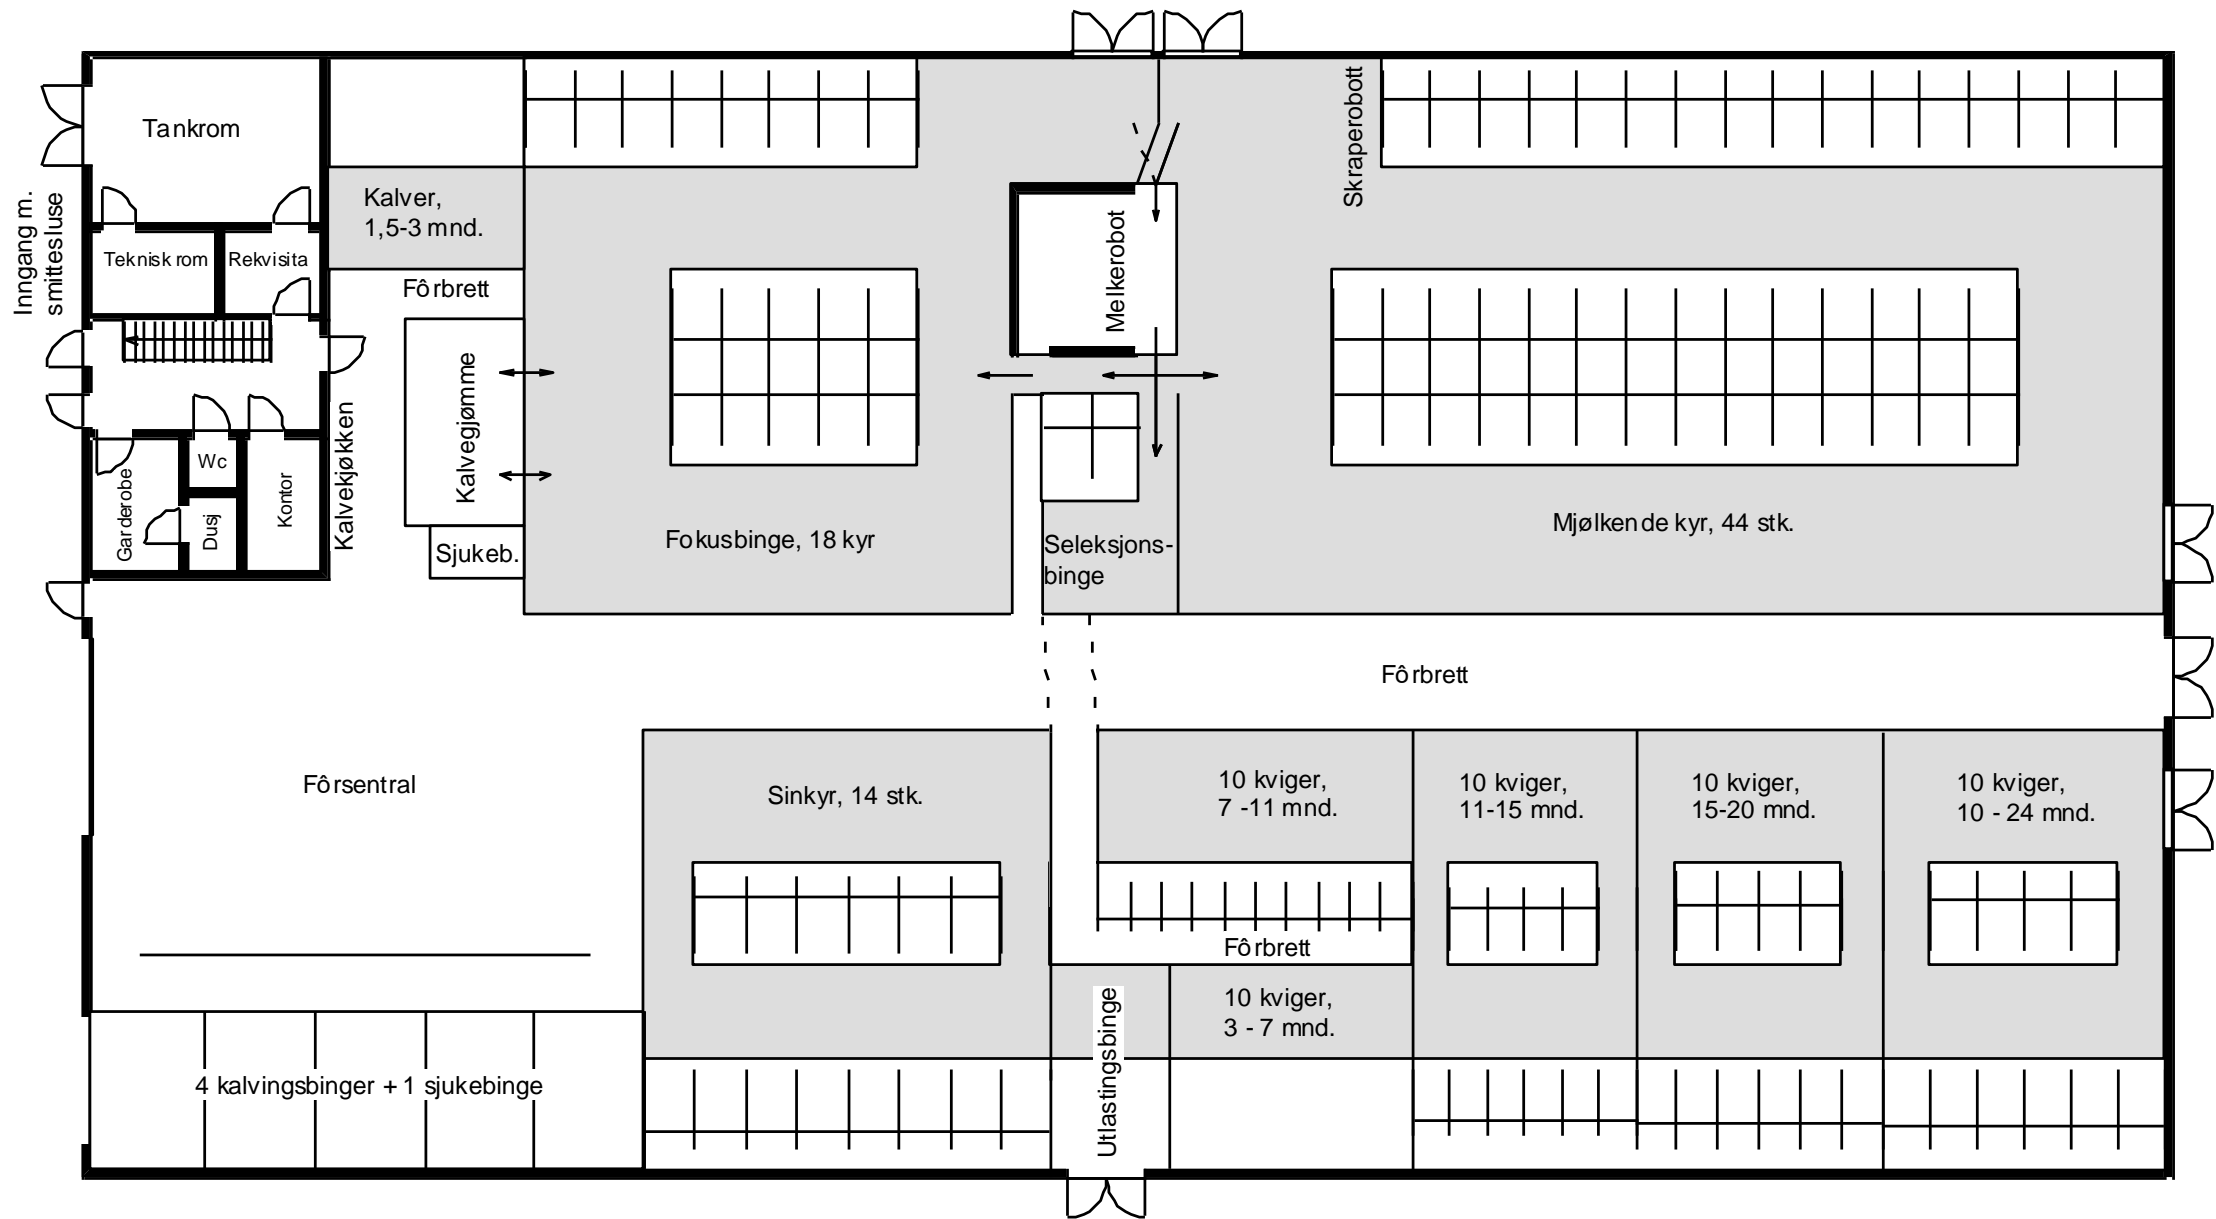 Skraperobott
Tankrom
Inngang m.
smittesluse
Kalver,
1,5-3 mnd.
Teknisk rom
Rekvisita
Melkerobot
Fôrbrett
Kalvegjømme
Kalvekjøkken
Wc
Garderobe
Dusj
Kontor
Sjukeb.
Fokusbinge, 18 kyr
Seleksjons-
binge
Mjølkende kyr, 44 stk.
Fôrbrett
Fôrsentral
Sinkyr, 14 stk.
10 kviger,
7 -11 mnd.
10 kviger,
11-15 mnd.
10 kviger,
15-20 mnd.
10 kviger,
10 - 24 mnd.
Fôrbrett
10 kviger,
3 - 7 mnd.
Utlastingsbinge
4 kalvingsbinger + 1 sjukebinge